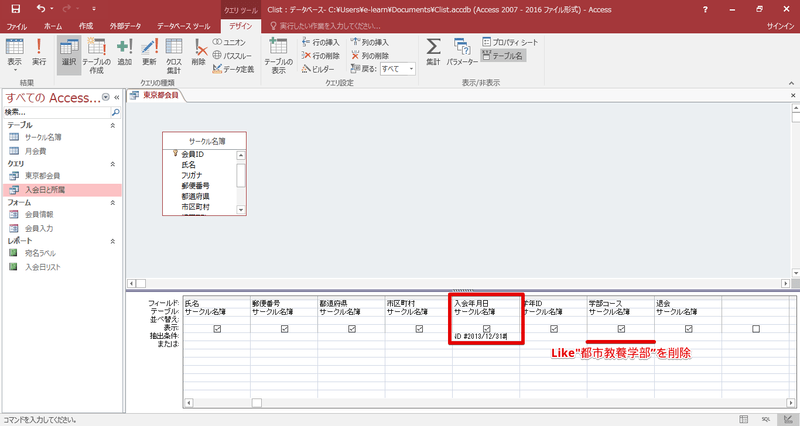 クエリ ツール
Clist : データベース- C:¥Users¥e-learn¥Documents¥Clist.accdb (Access 2007 - 2016 ファイル形式) - Access
サインイン
ファイル ホーム 作成 外部データ データベース ツール デザイン 実行したい作業を入力してください...
表示 実行 選択 テーブルの作成 追加 更新 クロス集計 削除
ユニオン
パススルー
データ定義
テーブルの表示
行の挿入
行の削除
ビルダー
列の挿入
列の削除
戻る: すべて
集計 パラメーター
プロパティ シート
テーブル名
結果 クエリの種類 クエリ設定 表示/非表示
すべての Access...
検索...
テーブル
サークル名簿
月会費
クエリ
東京都会員
入会日と所属
フォーム
会員情報
会員入力
レポート
宛名ラベル
入会日リスト
東京都会員
サークル名簿
会員ID
氏名
フリガナ
郵便番号
都道府県
市区町村
フィールド: 氏名 郵便番号 都道府県 市区町村 入会年月日 学年ID 学部コース 退会
テーブル: サークル名簿 サークル名簿 サークル名簿 サークル名簿 サークル名簿 サークル名簿 サークル名簿 サークル名簿
並べ替え:
表示:
抽出条件: #2013/12/31#
または:
Like"都市教養学部"を削除
コマンドを入力してください。
SQL